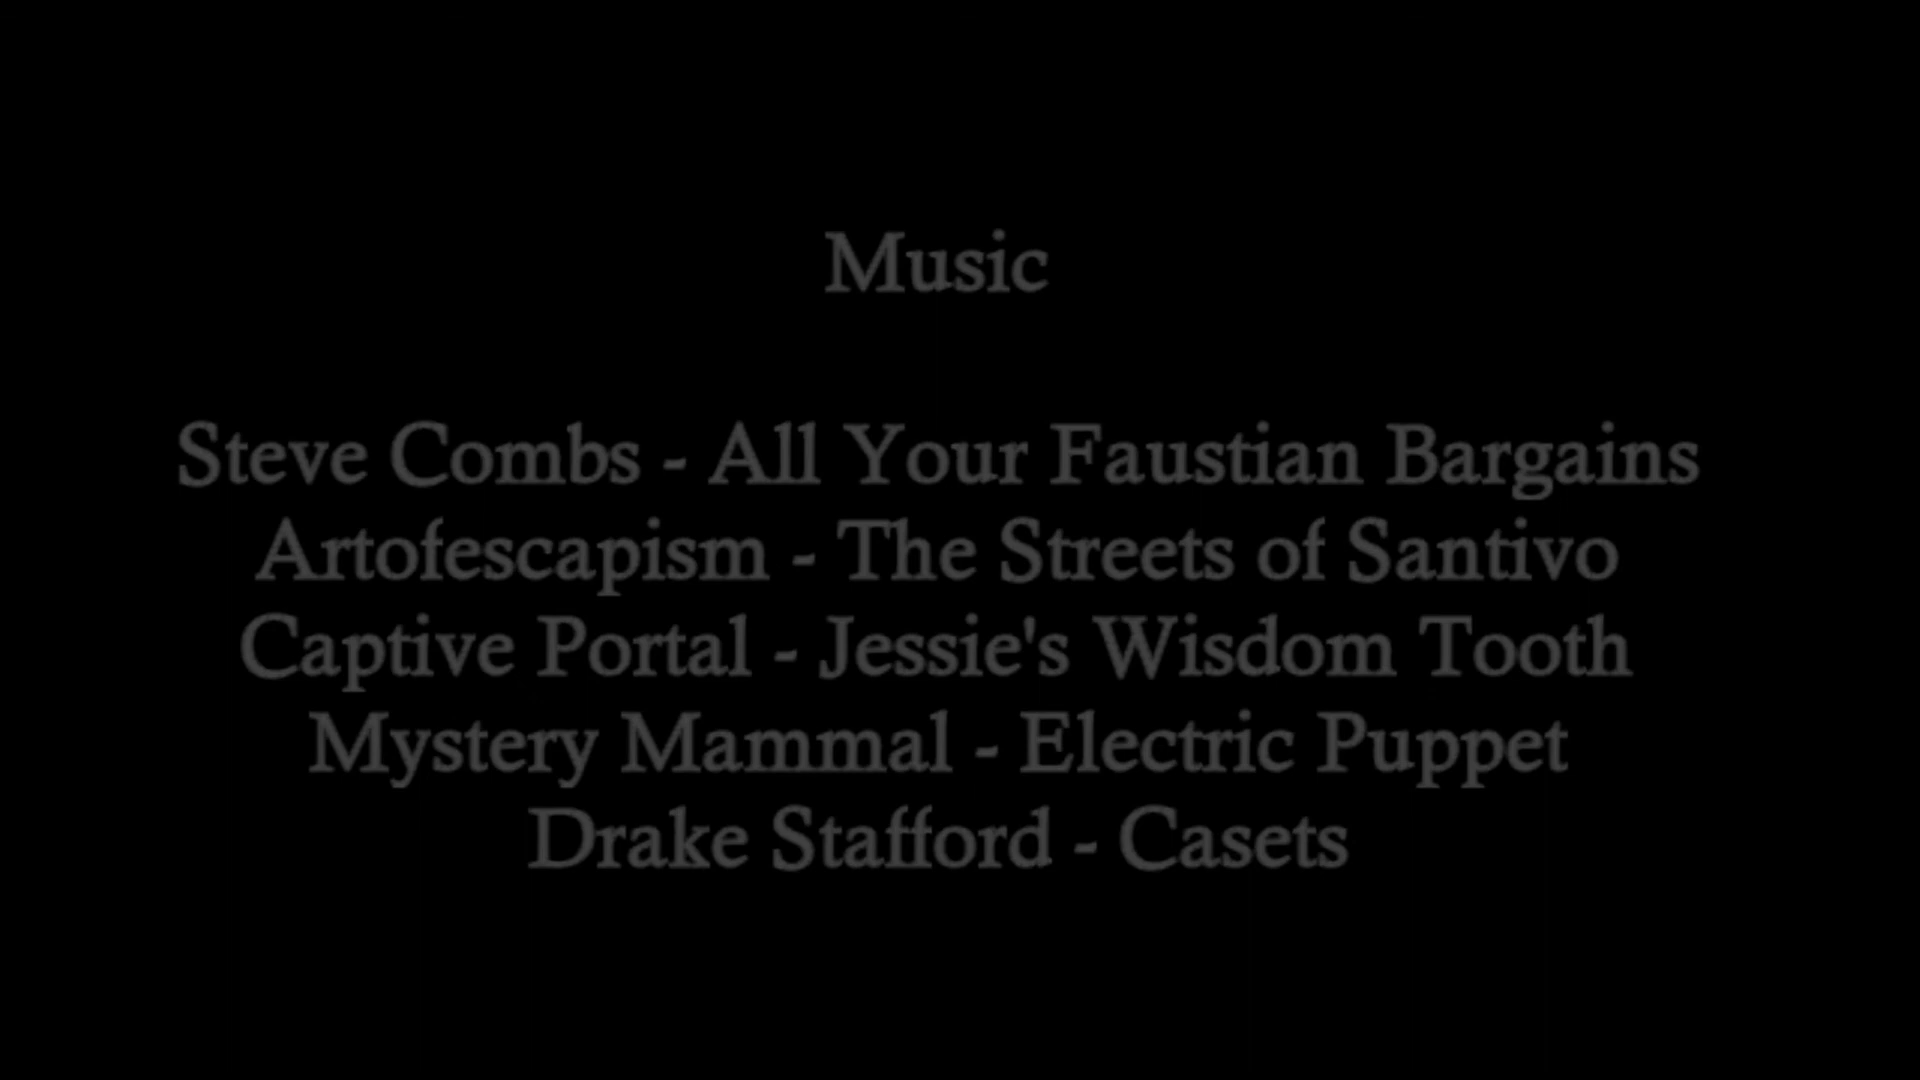 Music
Steve Combs - All Your Faustian Bargains
Artofescapism - The Streets of Santivo
Captive Portal - Jessie's Wisdom Tooth
Mystery Mammal - Electric Puppet
Drake Stafford - Casets